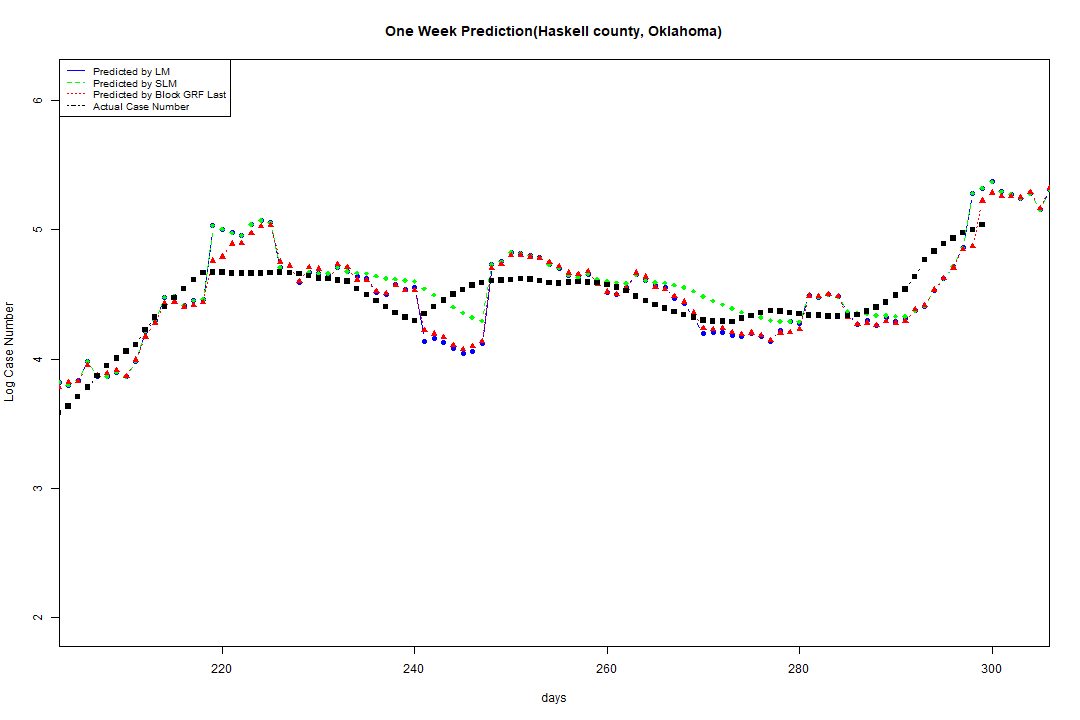 One Week Prediction(Haskell county, Oklahoma)
Predicted by LM
Predicted by SLM
Predicted by Block GRF Last
Actual Case Number
6
5
4
3
2
Log Case Number
220
240
260
280
300
days